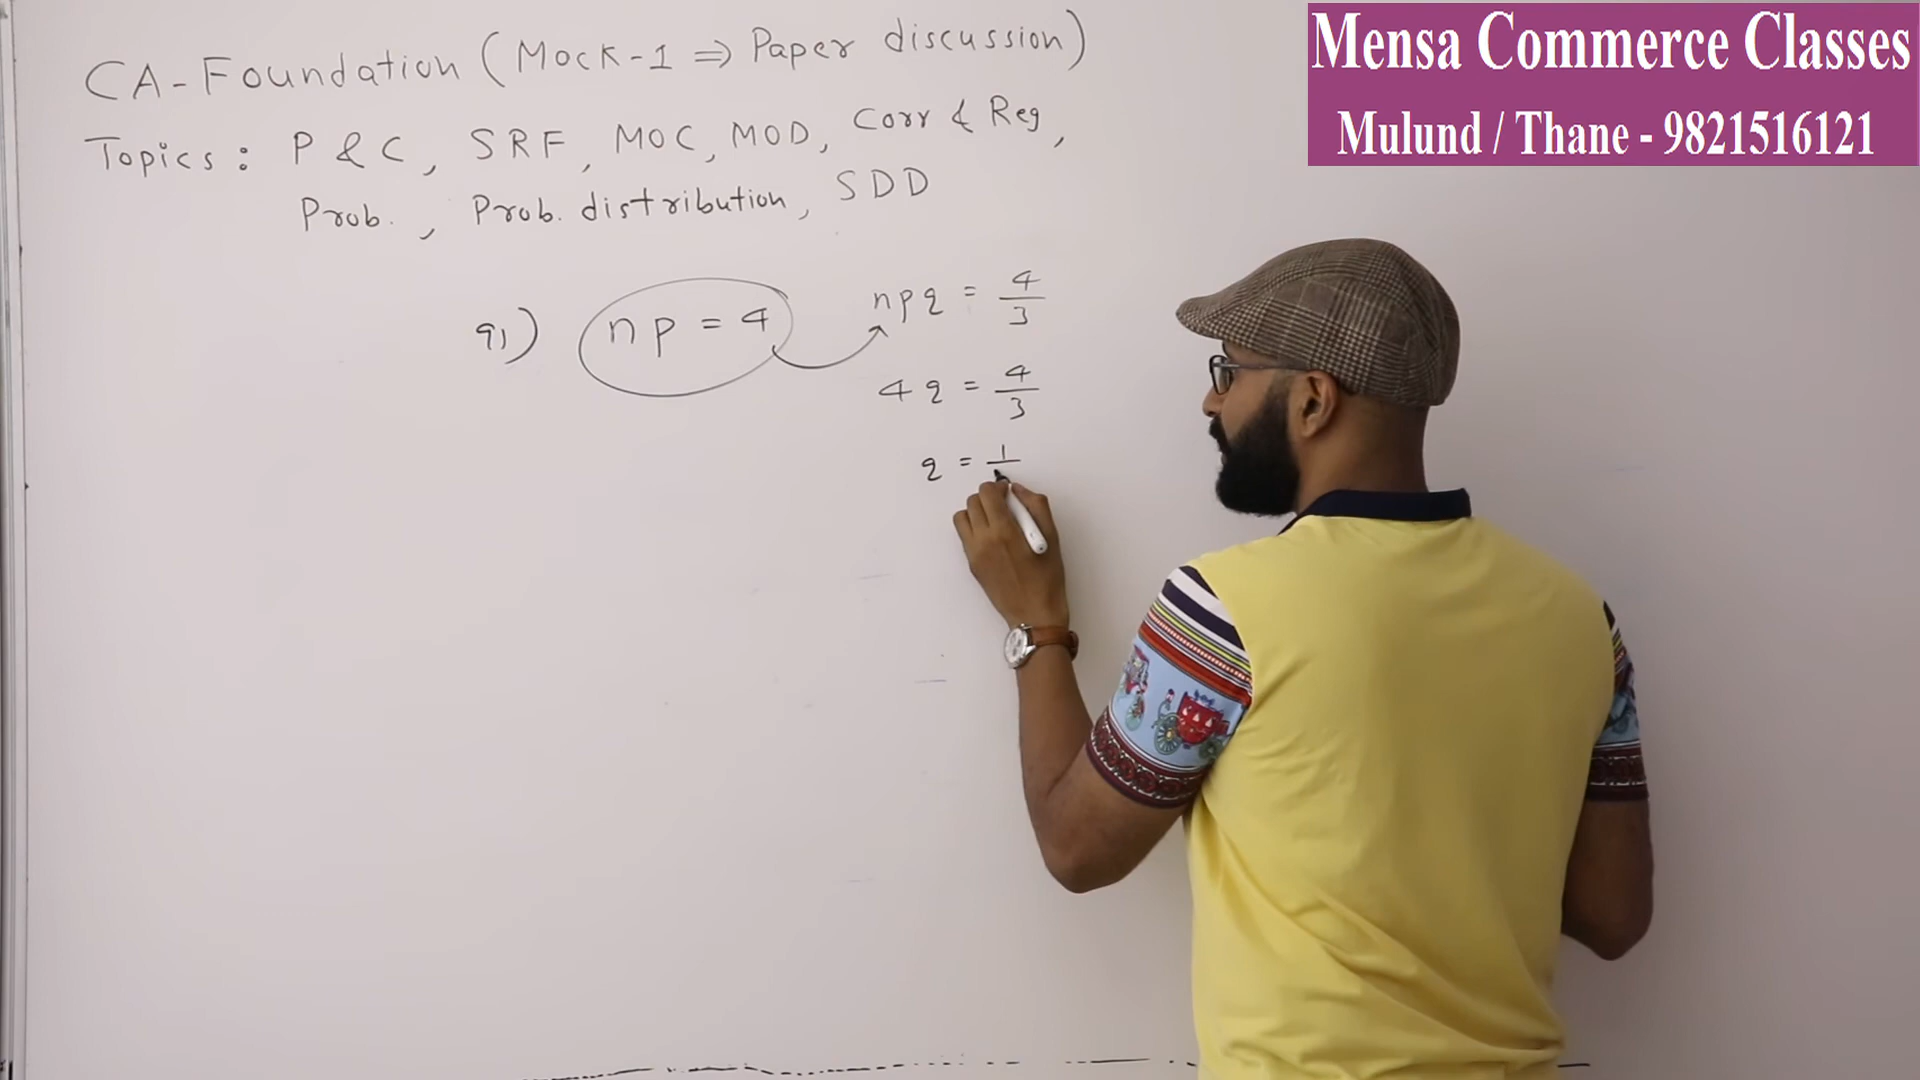 Mensa Commerce Classes
Mulund / Thane - 9821516121
CA-Foundation (Mock-1 ⇒ Paper discussion)
Topics : P & C, SRF, MOC, MOD, Corr & Reg,
Prob., Prob. distribution, SDD
91) np = 4
npq = 4/3
4q = 4/3
q = 1/